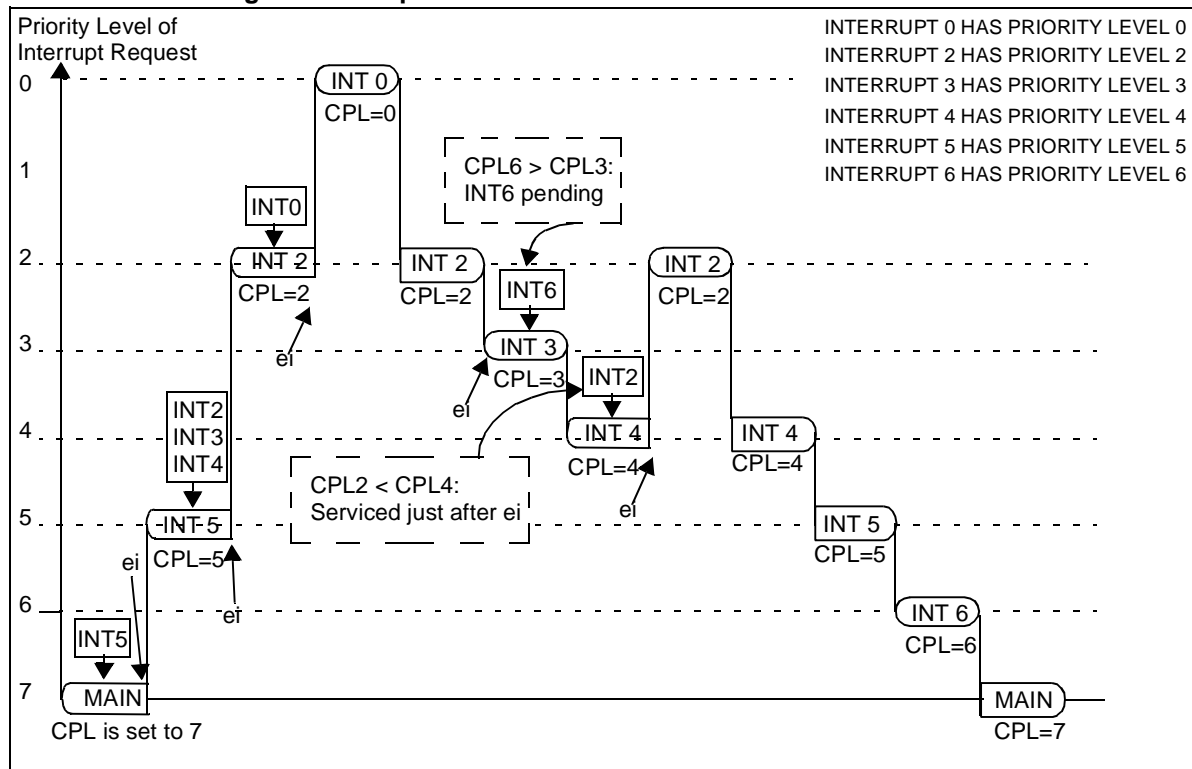 Priority Level of
Interrupt Request
INTERRUPT 0 HAS PRIORITY LEVEL 0
INTERRUPT 2 HAS PRIORITY LEVEL 2
INTERRUPT 3 HAS PRIORITY LEVEL 3
INTERRUPT 4 HAS PRIORITY LEVEL 4
INTERRUPT 5 HAS PRIORITY LEVEL 5
INTERRUPT 6 HAS PRIORITY LEVEL 6
0
INT 0
CPL=0
1
CPL6 > CPL3:
INT6 pending
INT0
2
INT 2
CPL=2
ei
INT 2
CPL=2
INT6
INT 2
CPL=2
3
INT 3
CPL=3
ei
INT2
INT2
INT3
INT4
4
INT 4
CPL=4
ei
INT 4
CPL=4
CPL2 < CPL4:
Serviced just after ei
5
INT 5
CPL=5
ei
ei
INT 5
CPL=5
6
INT 6
CPL=6
INT5
7
MAIN
CPL is set to 7
MAIN
CPL=7